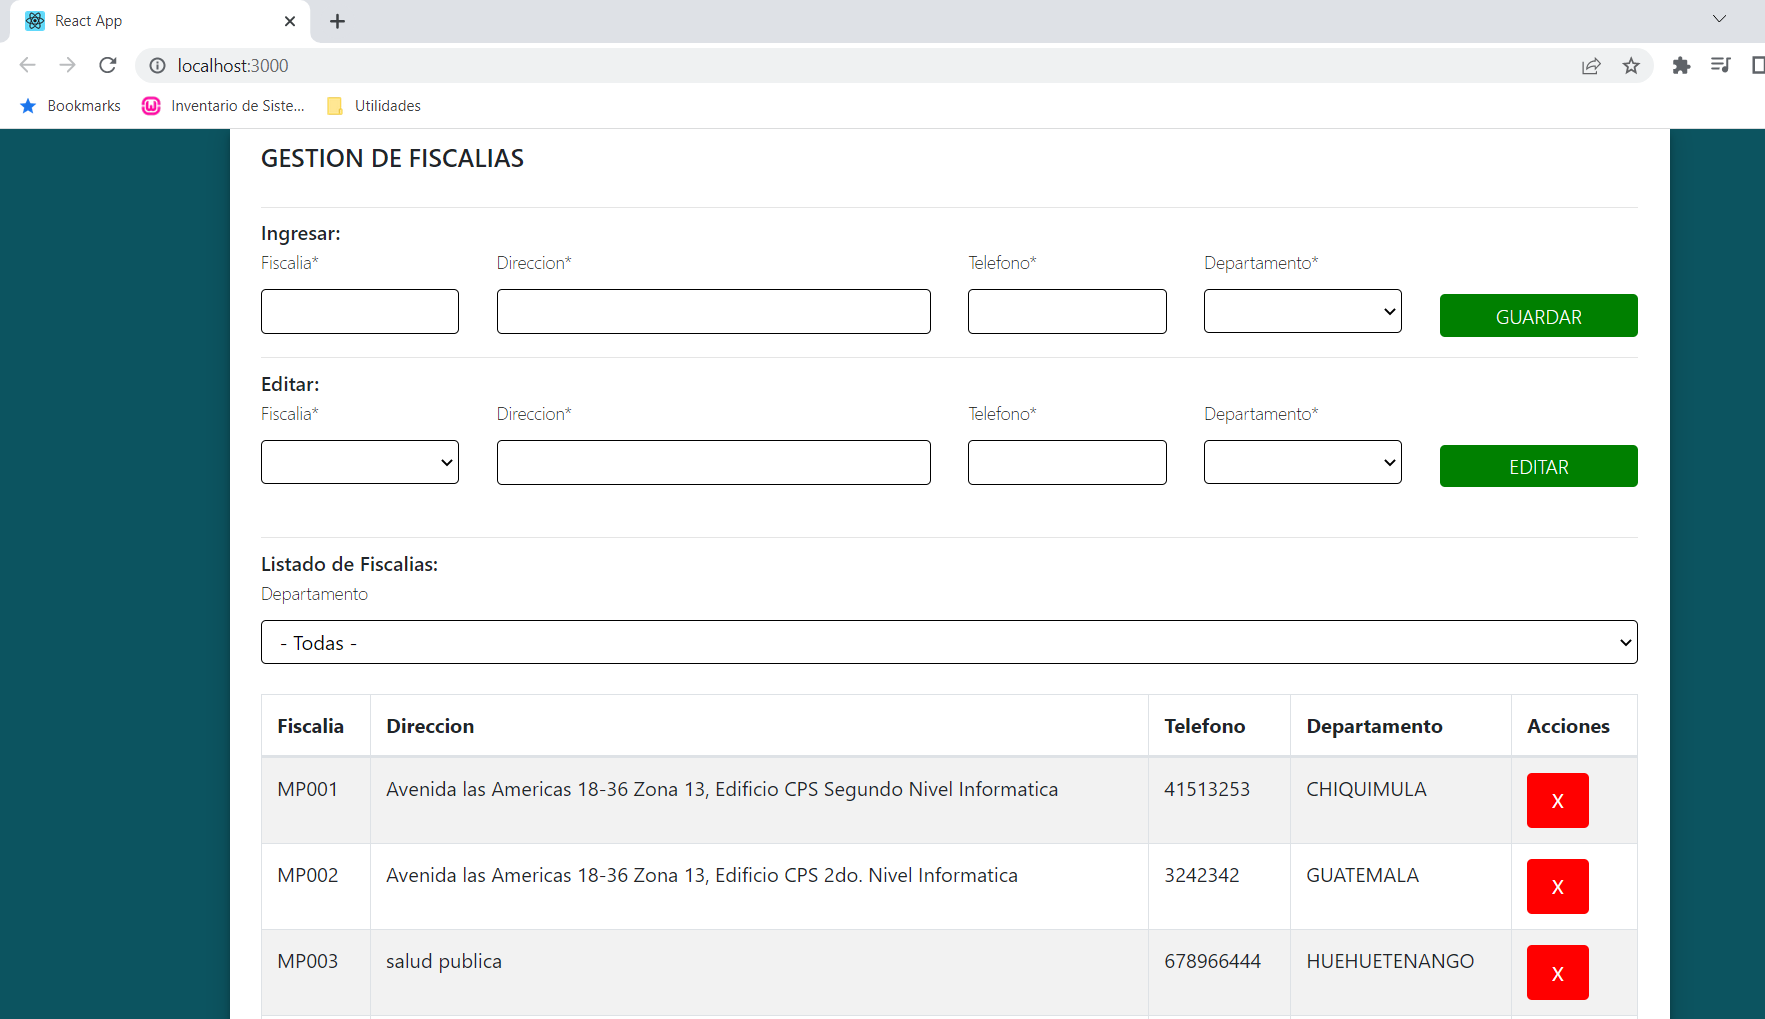 React App
localhost:3000
Bookmarks Inventario de Siste... Utilidades
GESTION DE FISCALIAS
Ingresar:
Fiscalia* Direccion* Telefono* Departamento*
GUARDAR
Editar:
Fiscalia* Direccion* Telefono* Departamento*
EDITAR
Listado de Fiscalias:
Departamento
- Todas -
Fiscalia Direccion Telefono Departamento Acciones
MP001 Avenida las Americas 18-36 Zona 13, Edificio CPS Segundo Nivel Informatica 41513253 CHIQUIMULA X
MP002 Avenida las Americas 18-36 Zona 13, Edificio CPS 2do. Nivel Informatica 3242342 GUATEMALA X
MP003 salud publica 678966444 HUEHUETENANGO X